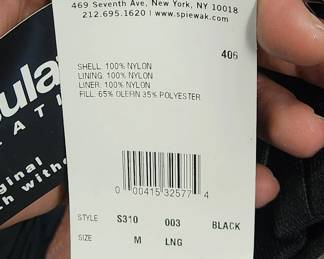 469 Seventh Ave, New York, NY 10018
212.695.1620 | www.spiewak.com
406
SHELL: 100% NYLON
LINING: 100% NYLON
LINER: 100% NYLON
FILL: 65% OLEFIN 35% POLYESTER
0 00415 32577 4
STYLE S310 003 BLACK
SIZE M LNG